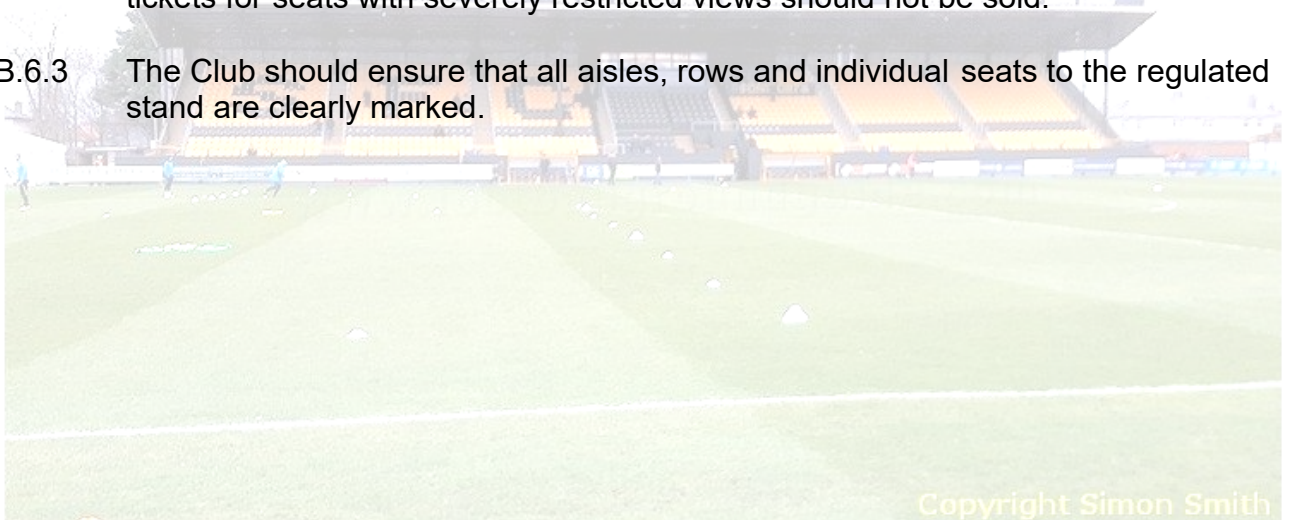 tickets for seats with severely restricted views should not be sold.
B.6.3 The Club should ensure that all aisles, rows and individual seats to the regulated
stand are clearly marked.
Copyright Simon Smith